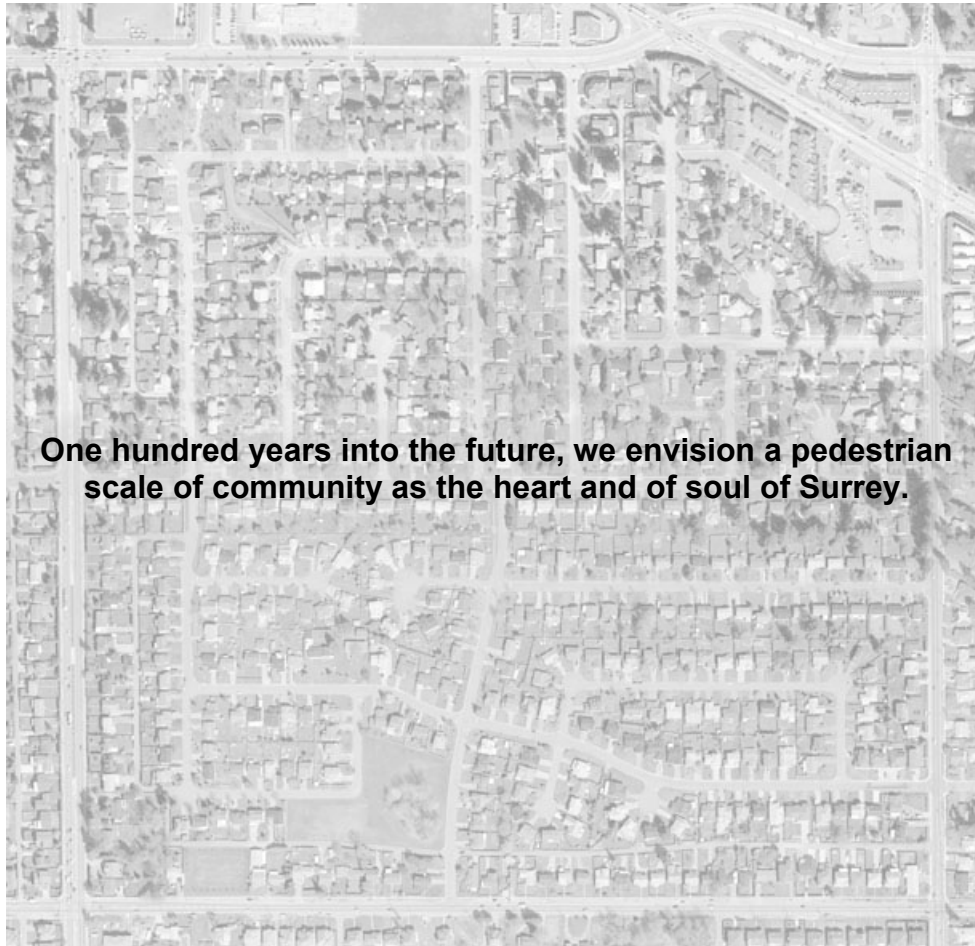 One hundred years into the future, we envision a pedestrian
scale of community as the heart and of soul of Surrey.